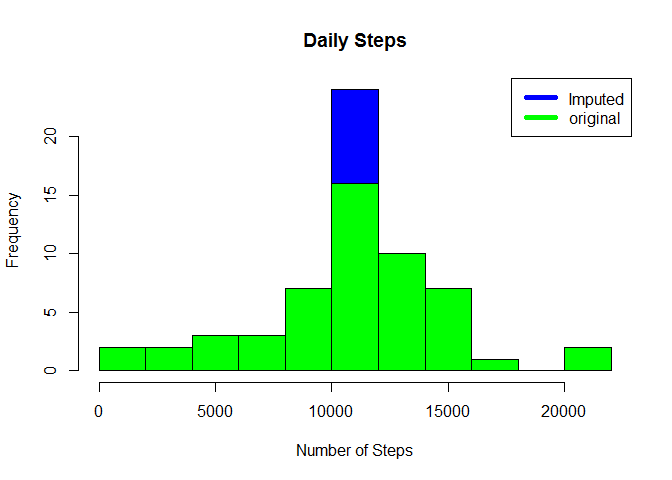 Daily Steps
Imputed
original
Frequency
20
15
10
5
0
0 5000 10000 15000 20000
Number of Steps